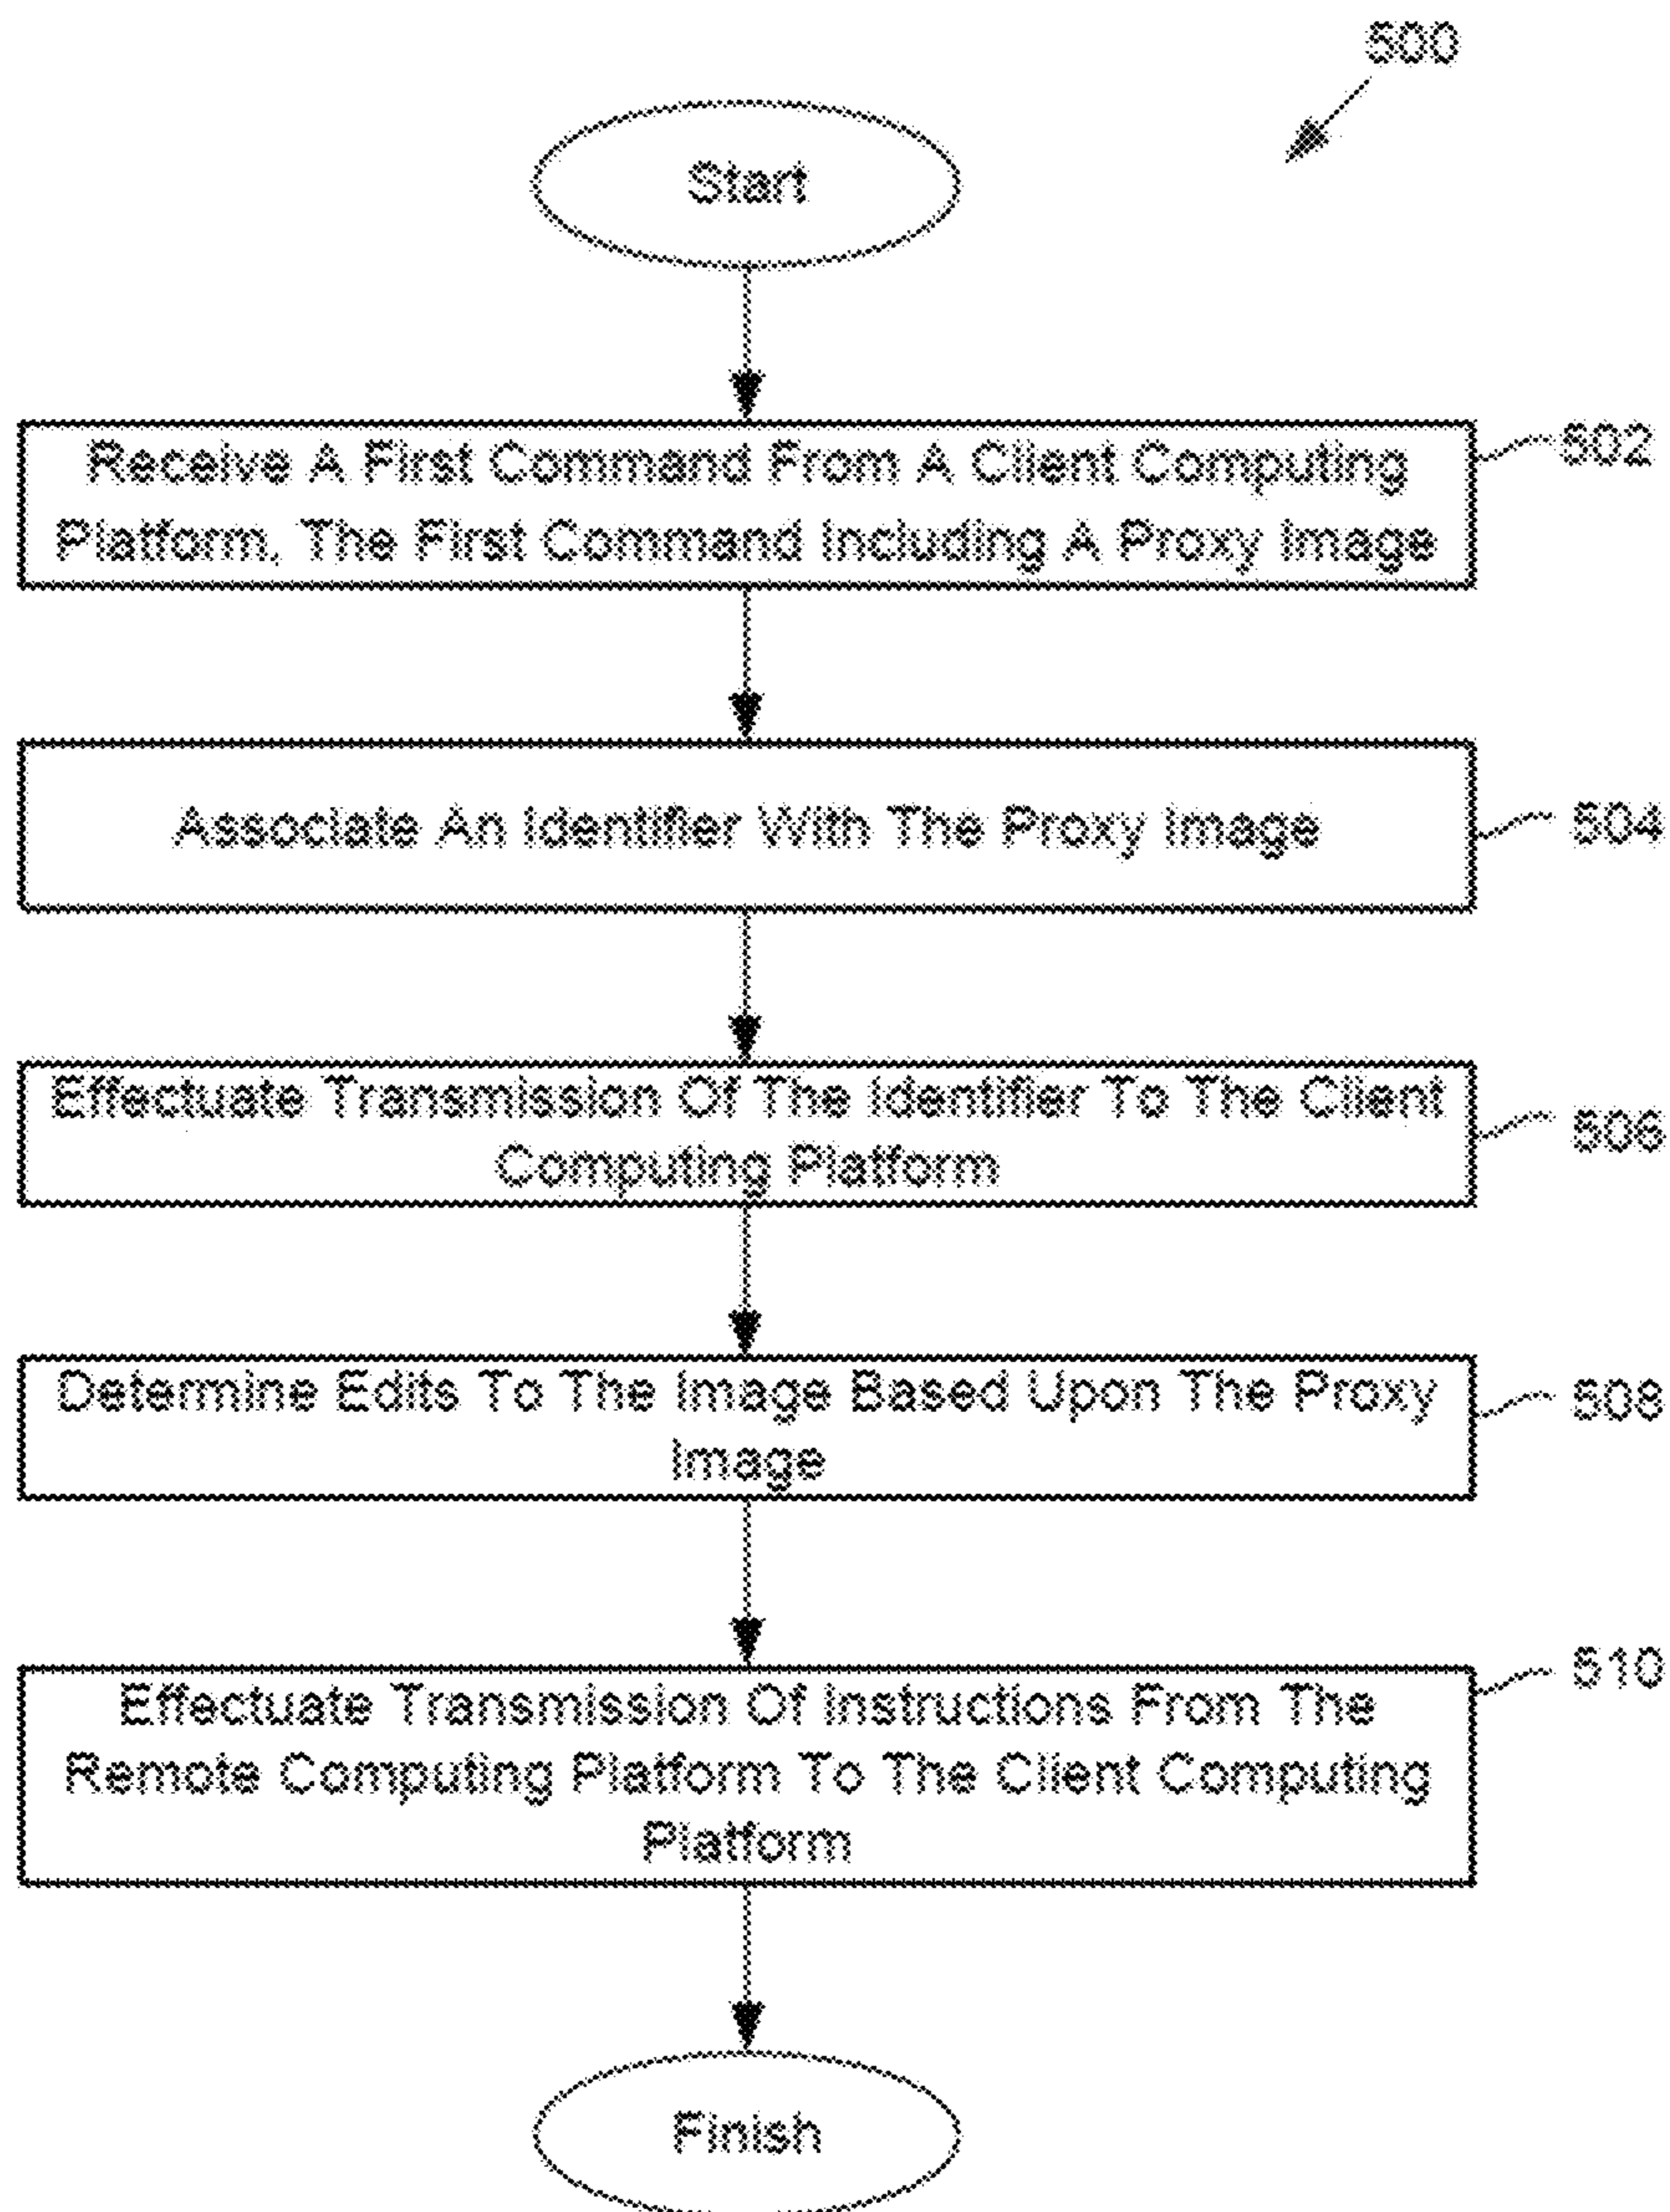 500
Start
Receive A First Command From A Client Computing
Platform, The First Command Including A Proxy Image
502
Associate An Identifier With The Proxy Image
504
Effectuate Transmission Of The Identifier To The Client
Computing Platform
506
Determine Edits To The Image Based Upon The Proxy
Image
508
Effectuate Transmission Of Instructions From The
Remote Computing Platform To The Client Computing
Platform
510
Finish